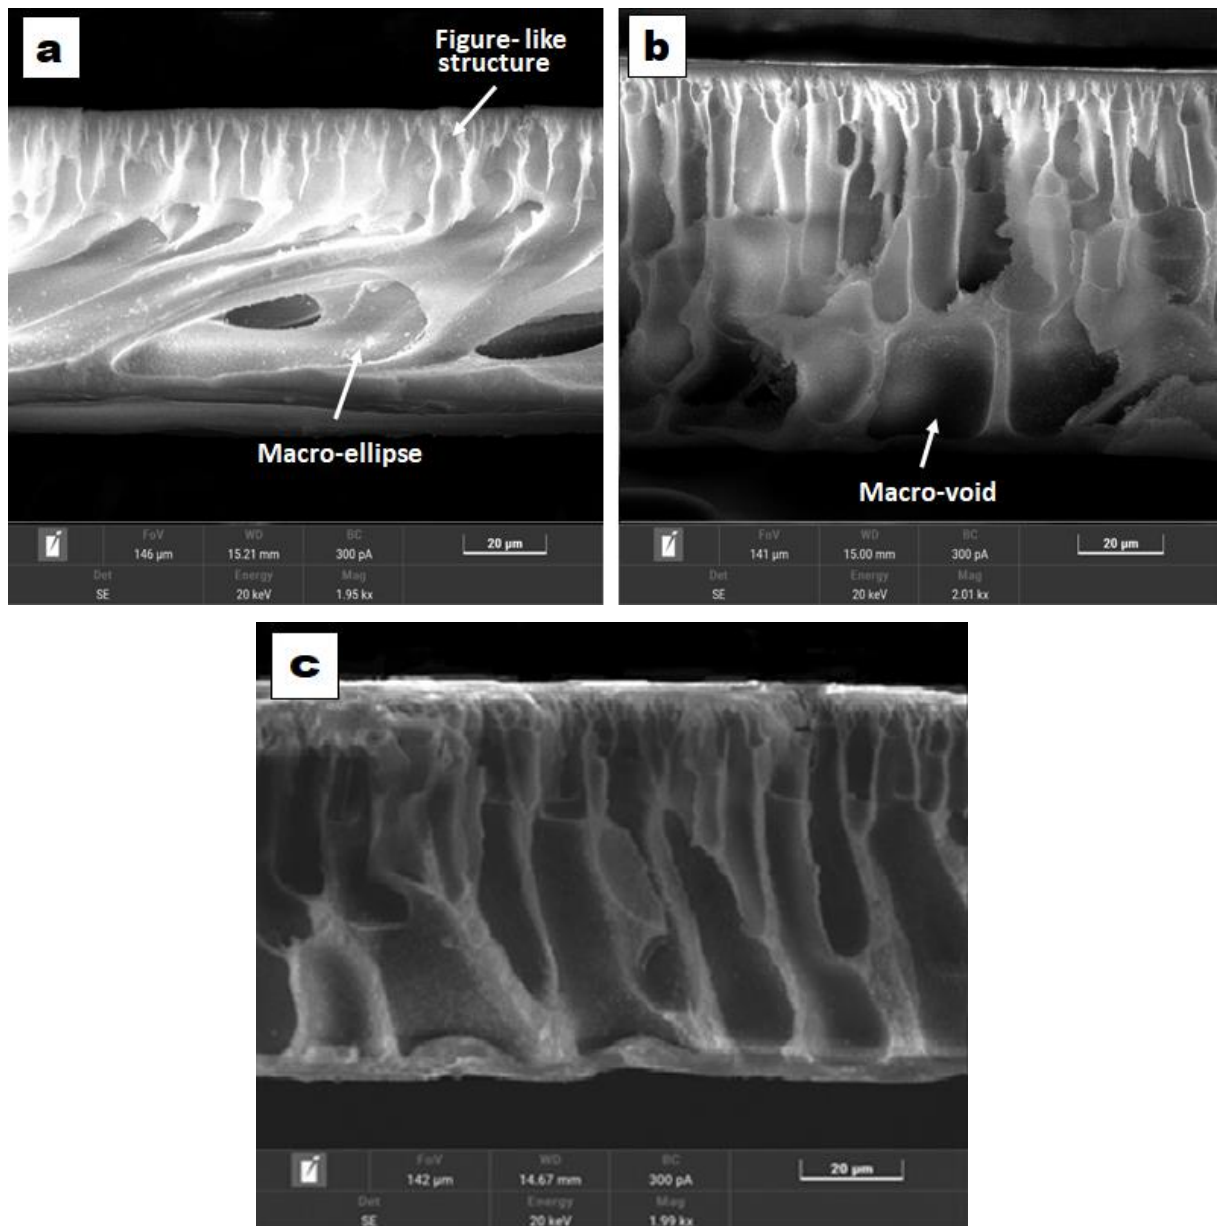 a
Figure- like
structure
Macro-ellipse
FoV WD BC
146 µm 15.21 mm 300 pA 20 µm
Det Energy Mag
SE 20 keV 1.95 kx
b
Macro-void
FoV WD BC
141 µm 15.00 mm 300 pA 20 µm
Det Energy Mag
SE 20 keV 2.01 kx
c
FoV WD BC
142 µm 14.67 mm 300 pA 20 µm
Det Energy Mag
SE 20 keV 1.99 kx